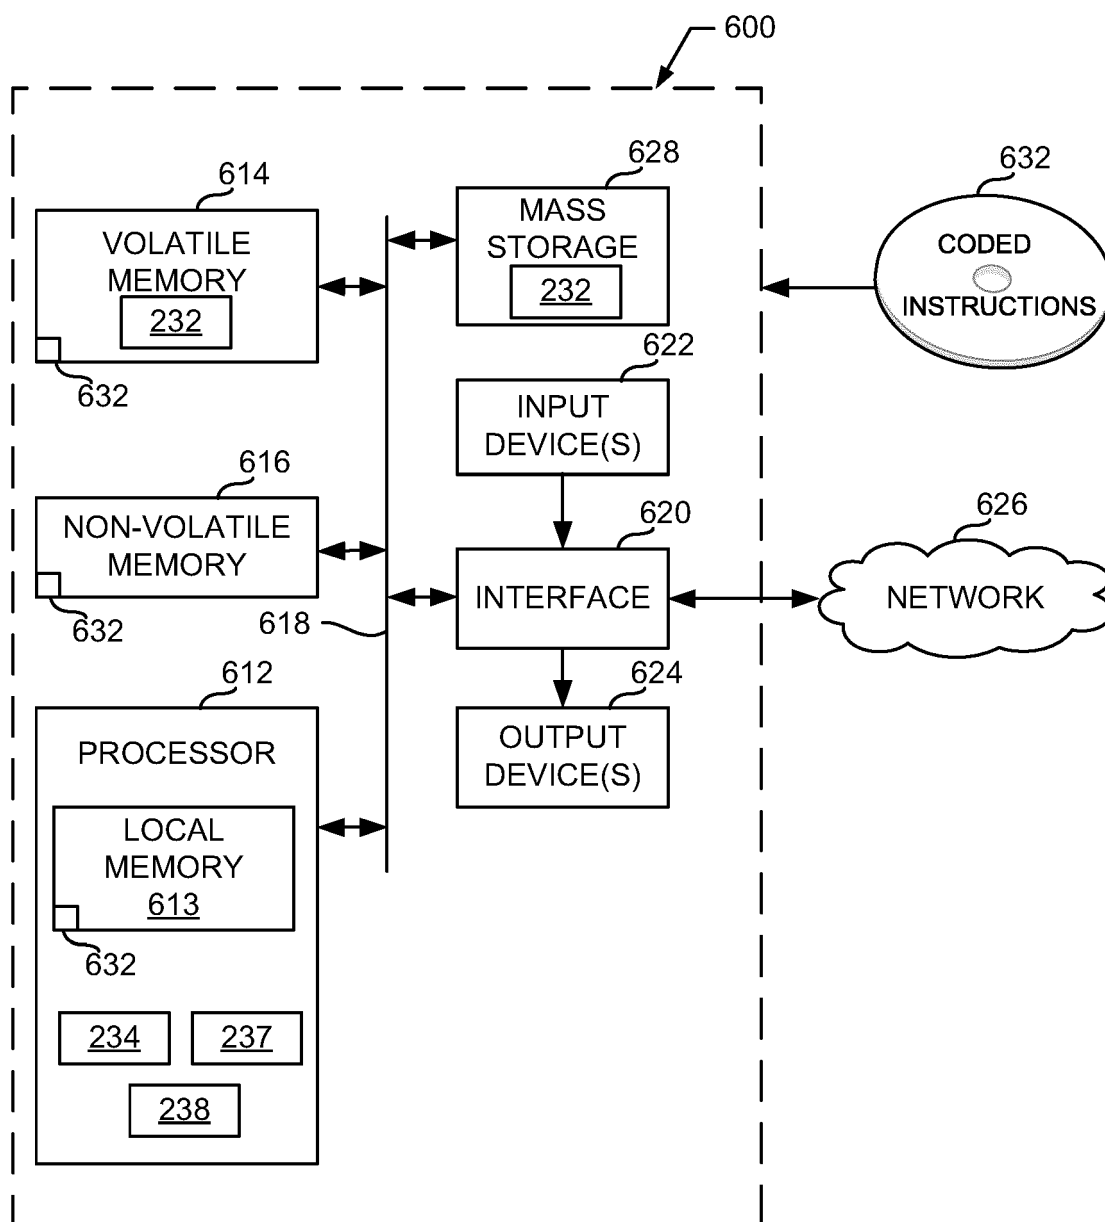 600
614
VOLATILE
MEMORY
232
632
628
MASS
STORAGE
232
632
CODED
INSTRUCTIONS
622
INPUT
DEVICE(S)
616
NON-VOLATILE
MEMORY
632
618
620
INTERFACE
626
NETWORK
612
PROCESSOR
LOCAL
MEMORY
613
632
234
237
238
624
OUTPUT
DEVICE(S)